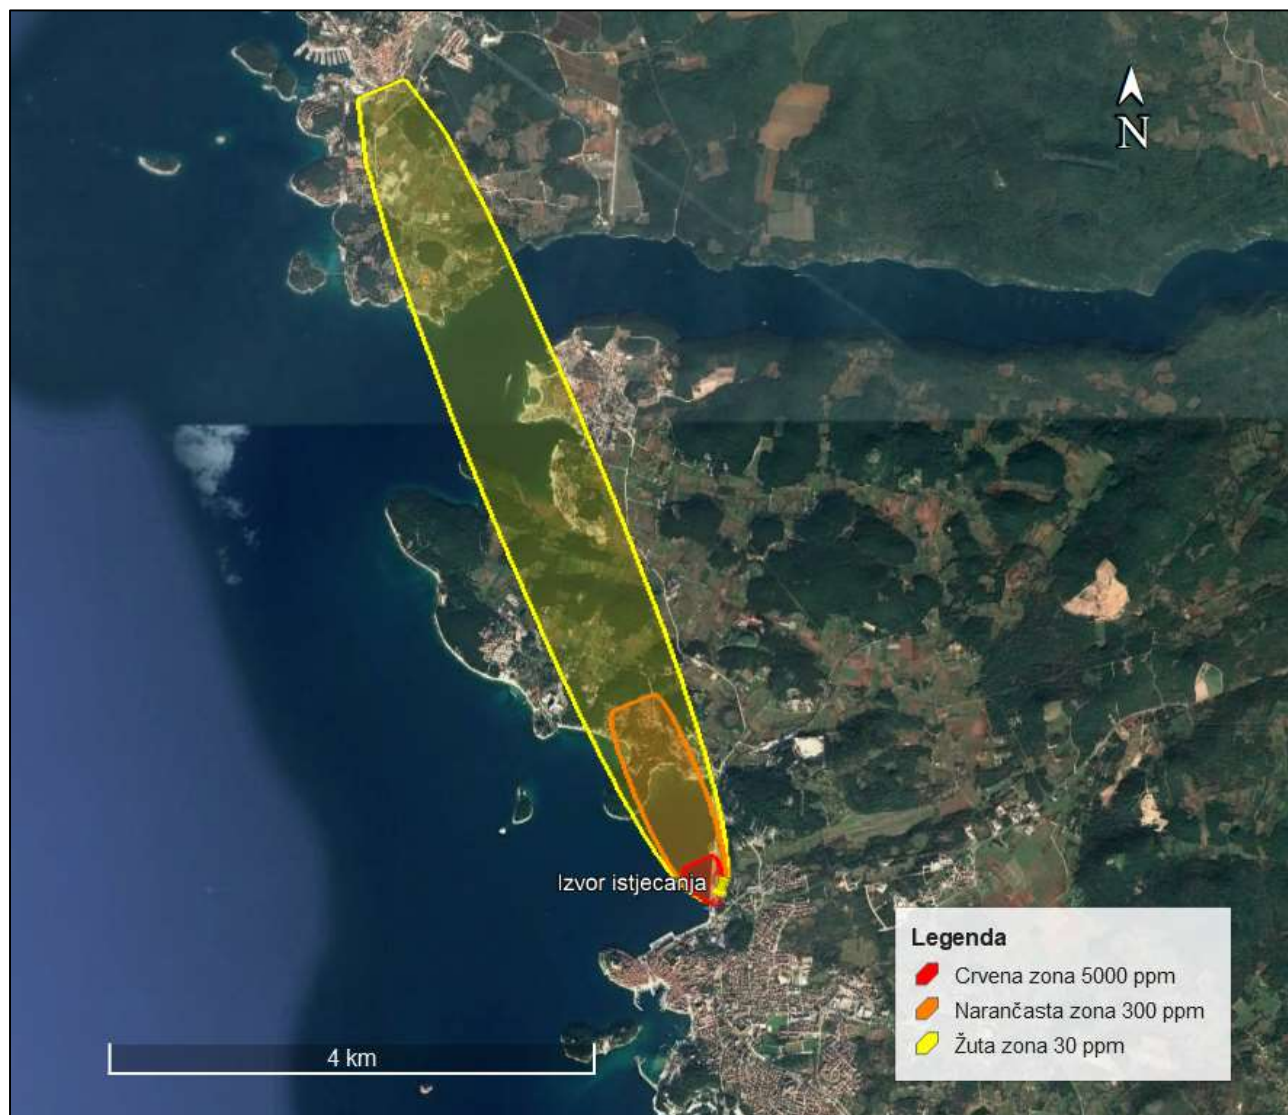 N
Izvor istjecanja
Legenda
Crvena zona 5000 ppm
Narančasta zona 300 ppm
Žuta zona 30 ppm
4 km